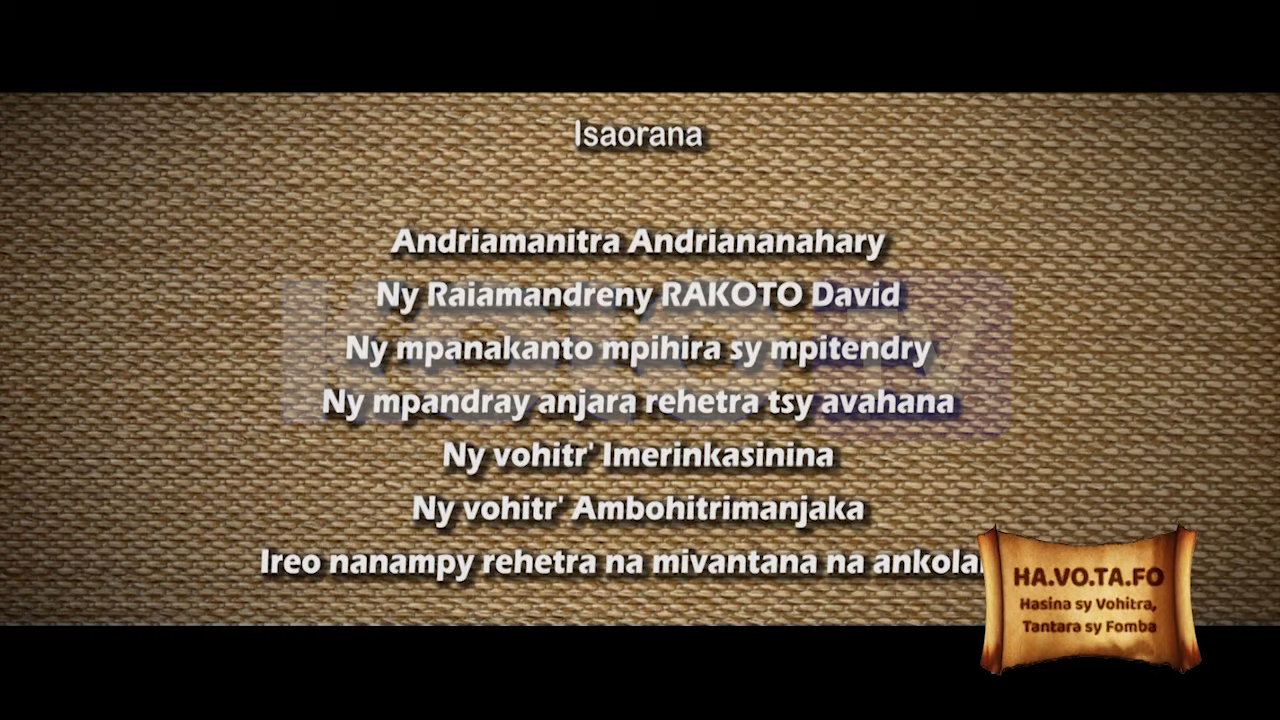 Isaorana
Andriamanitra Andriananahary
Ny Raiamandreny RAKOTO David
Ny mpanakanto mpihira sy mpitendry
Ny mpandray anjara rehetra tsy avahana
Ny vohitr' Imerinkasinina
Ny vohitr' Ambohitrimanjaka
Ireo nanampy rehetra na mivantana na
HA.VO.TA.FO
Hasina sy Vohitra,
Tantara sy Fomba